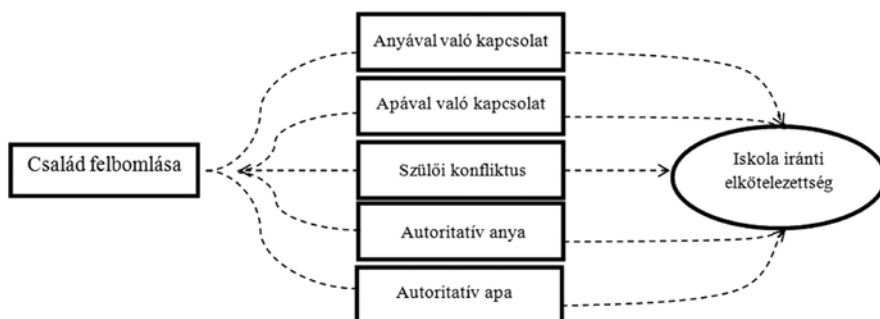 Anyával való kapcsolat
Apával való kapcsolat
Család felbomlása
Szülői konfliktus
Iskola iránti
elkötelezettség
Autoritatív anya
Autoritatív apa